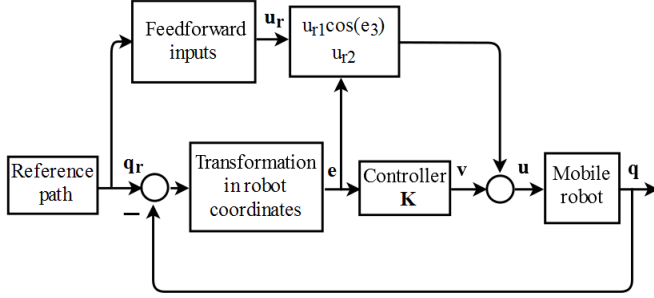 Feedforward
inputs
u_r
u_r1cos(e_3)
u_r2
Reference
path
q_r
−
Transformation
in robot
coordinates
e
Controller
K
v
u
Mobile
robot
q